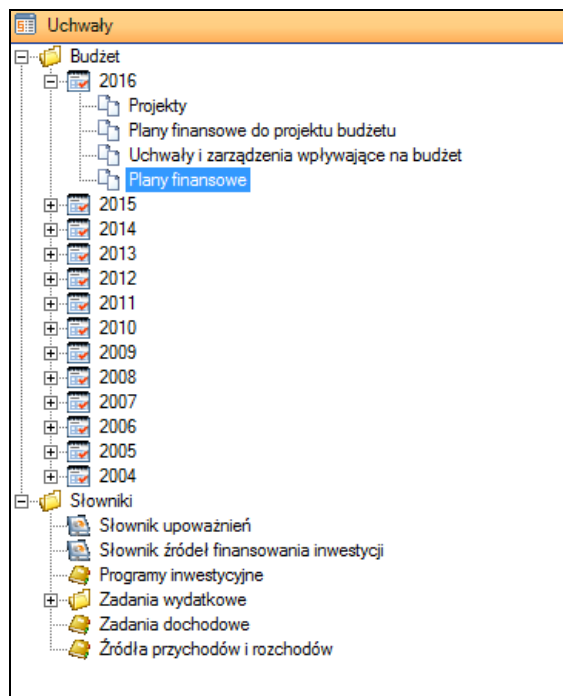 Uchwały
Budżet
2016
Projekty
Plany finansowe do projektu budżetu
Uchwały i zarządzenia wpływające na budżet
Plany finansowe
2015
2014
2013
2012
2011
2010
2009
2008
2007
2006
2005
2004
Słowniki
Słownik upoważnień
Słownik źródeł finansowania inwestycji
Programy inwestycyjne
Zadania wydatkowe
Zadania dochodowe
Źródła przychodów i rozchodów